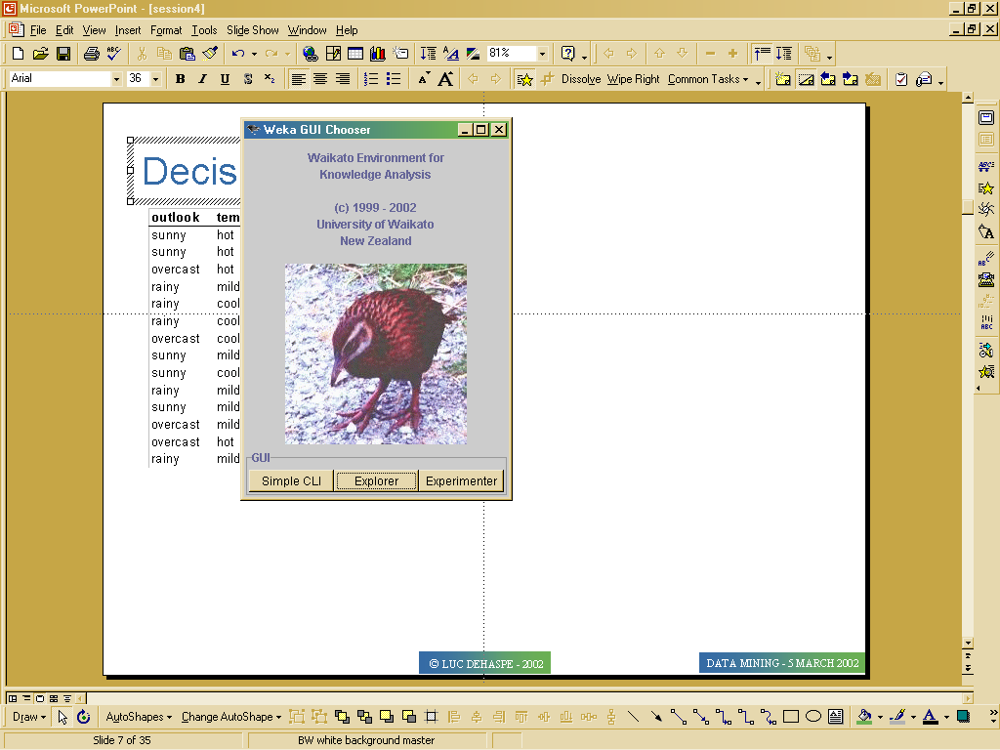 Microsoft PowerPoint - [session4]
File Edit View Insert Format Tools Slide Show Window Help
81%
Arial 36 B I U S Dissolve Wipe Right Common Tasks
Weka GUI Chooser
Waikato Environment for
Knowledge Analysis
(c) 1999 - 2002
University of Waikato
New Zealand
GUI
Simple CLI Explorer Experimenter
Decis
outlook tem
sunny hot
sunny hot
overcast hot
rainy mild
rainy cool
rainy cool
overcast cool
sunny mild
sunny cool
rainy mild
sunny mild
overcast mild
overcast hot
rainy mild
© LUC DEHASPE - 2002
DATA MINING - 5 MARCH 2002
Draw AutoShapes Change AutoShape
Slide 7 of 35 BW white background master